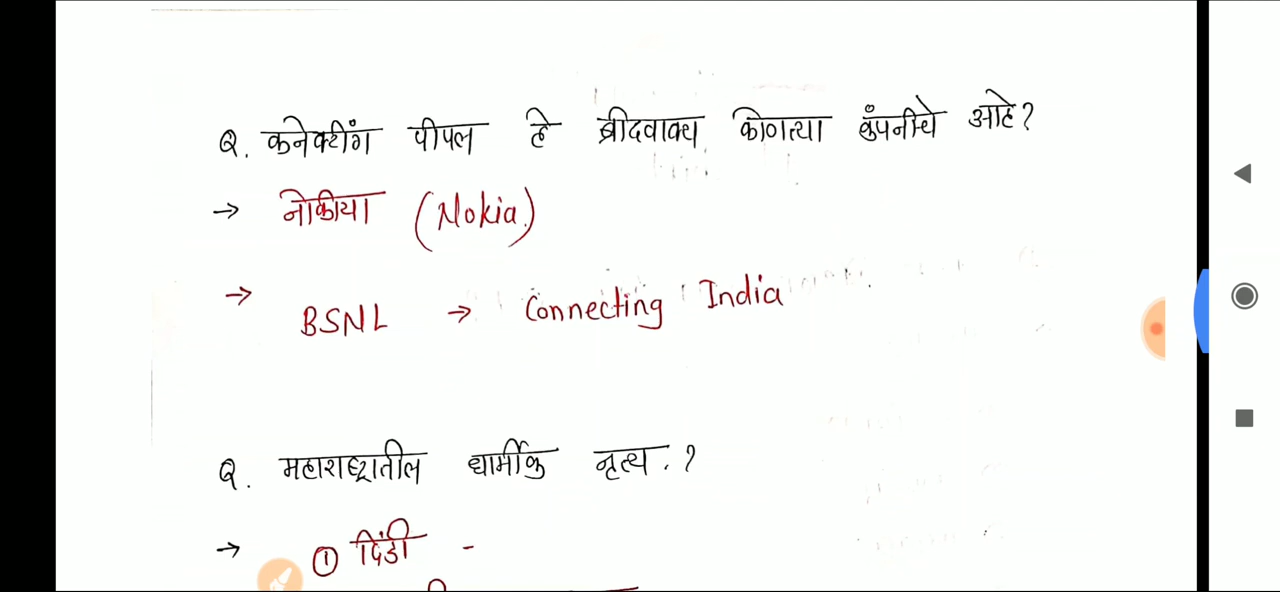 Q. कनेक्टींग पीपल हे ब्रीदवाक्य कोणत्या कंपनीचे आहे?
→ नोकीया (Nokia.)
→ BSNL → Connecting India
Q. महाराष्ट्रातील धार्मीक नृत्य. ?
→ ① दिंडी -